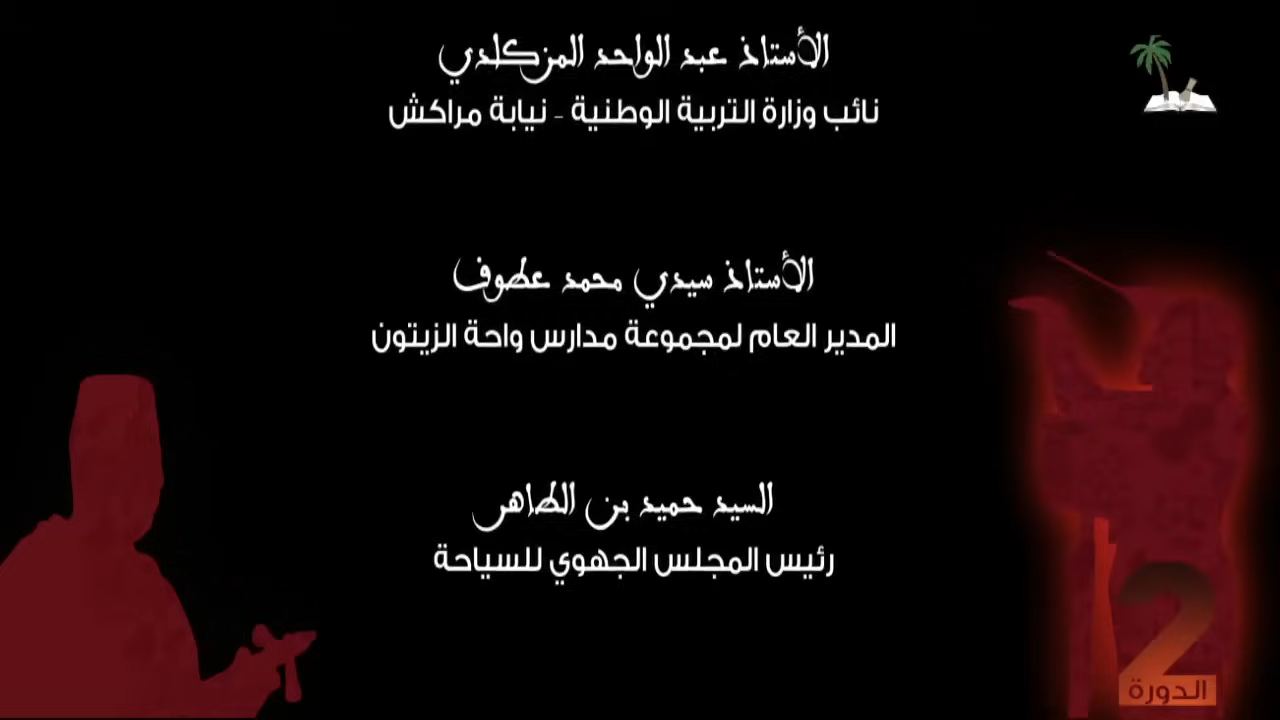 الأستاذ عبد الواحد المزكلدي
نائب وزارة التربية الوطنية - نيابة مراكش
الأستاذ سيدي محمد عطوف
المدير العام لمجموعة مدارس واحة الزيتون
السيد حميد بن الطاهر
رئيس المجلس الجهوي للسياحة
2
الدورة